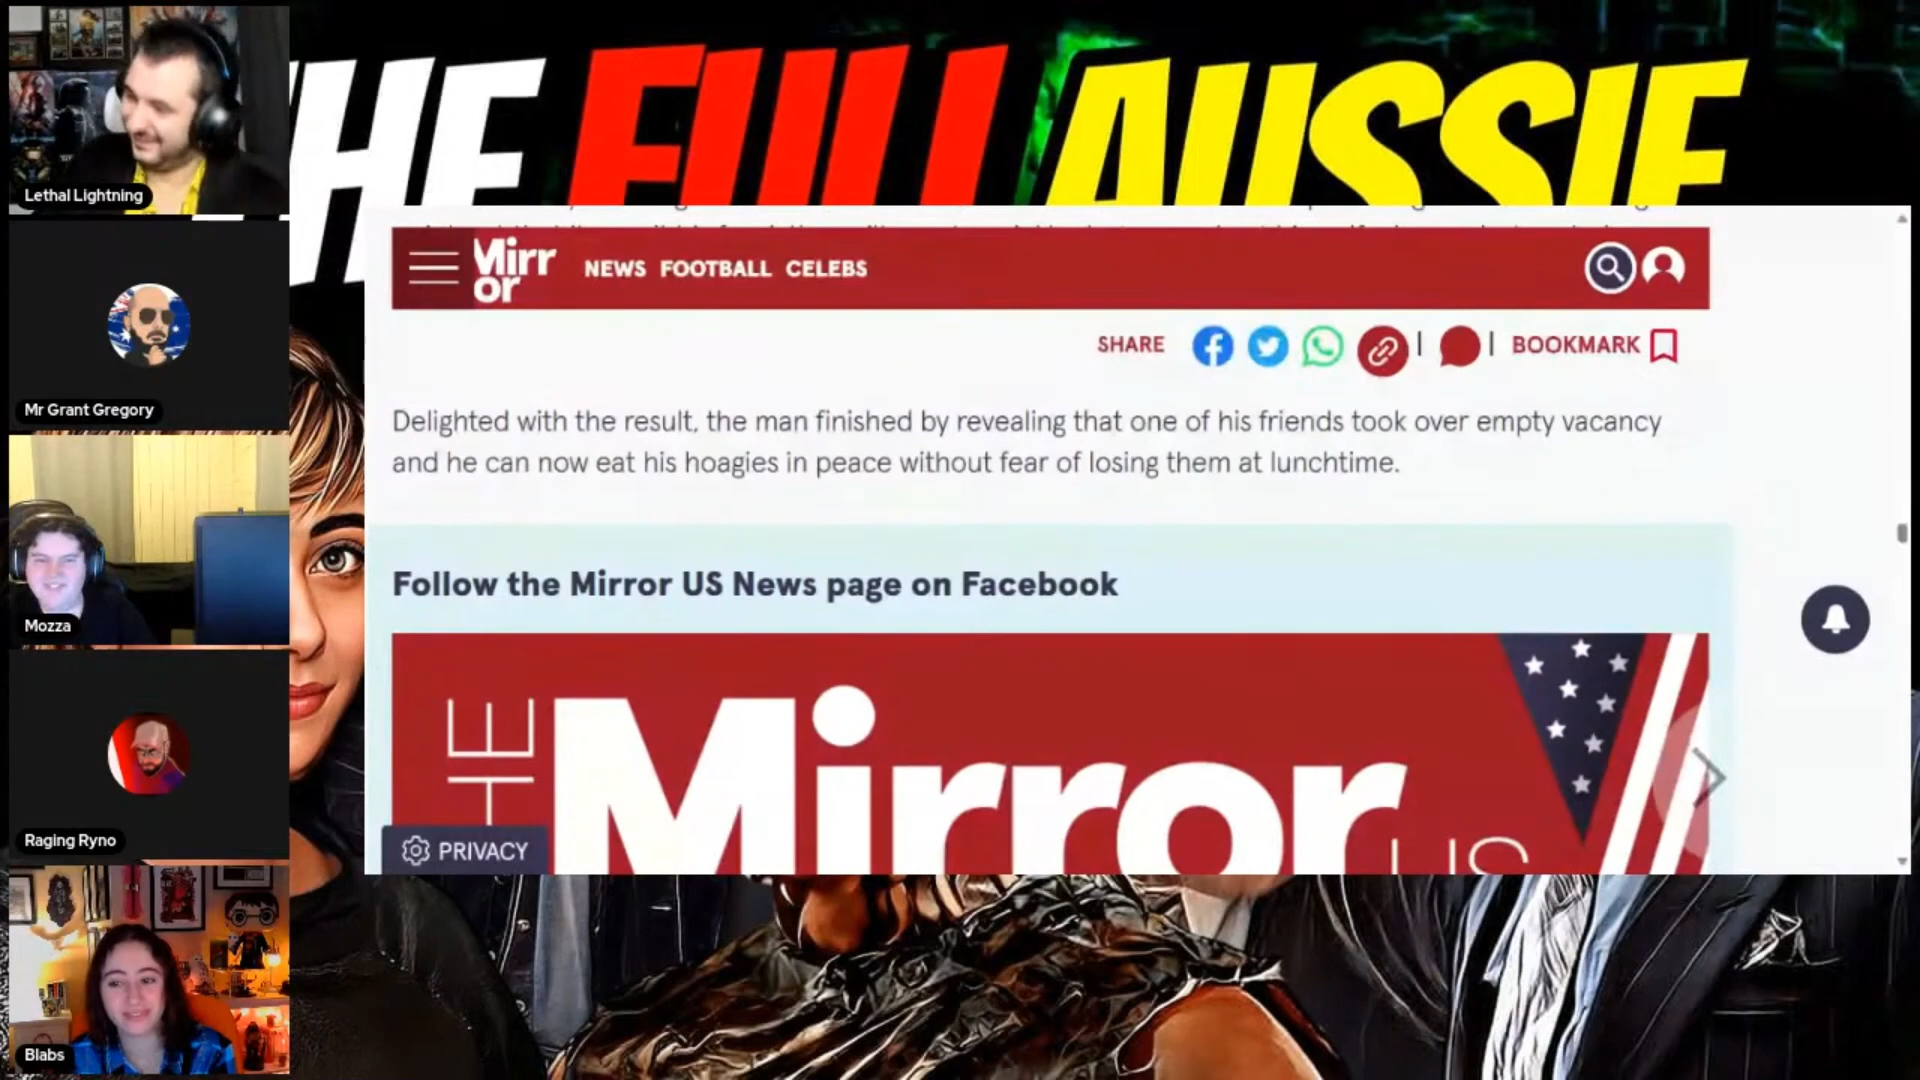 THE FULL AUSSIE
Lethal Lightning
Mr Grant Gregory
Mozza
Raging Ryno
Blabs
Mirr
or
NEWS FOOTBALL CELEBS
SHARE | | BOOKMARK
Delighted with the result, the man finished by revealing that one of his friends took over empty vacancy
and he can now eat his hoagies in peace without fear of losing them at lunchtime.
Follow the Mirror US News page on Facebook
THE Mirror US
PRIVACY